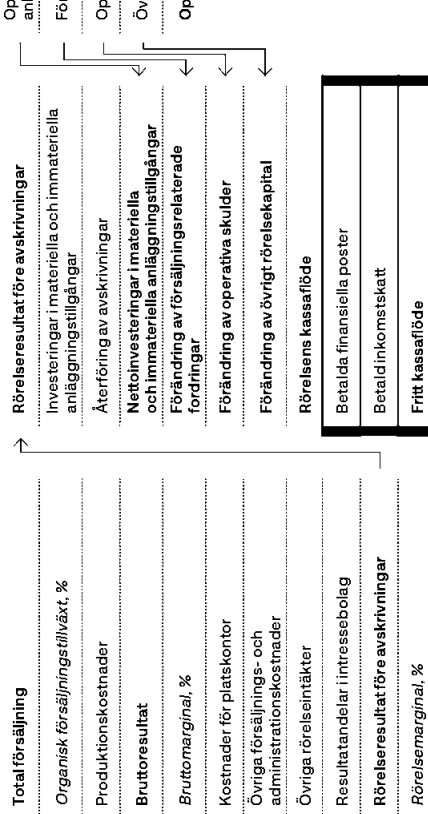 Total försäljning
Organisk försäljningstillväxt, %
Produktionskostnader
Bruttoresultat
Bruttomarginal, %
Kostnader för platskontor
Övriga försäljnings- och
administrationskostnader
Övriga rörelseintäkter
Resultatandelar i intressebolag
Rörelseresultat före avskrivningar
Rörelsemarginal, %
Rörelseresultat före avskrivningar
Investeringar i materiella och immateriella
anläggningstillgångar
Återföring av avskrivningar
Nettoinvesteringar i materiella
och immateriella anläggningstillgångar
Förändring av försäljningsrelaterade
fordringar
Förändring av operativa skulder
Förändring av övrigt rörelsekapital
Rörelsens kassaflöde
Betalda finansiella poster
Betald inkomstskatt
Fritt kassaflöde
Op
anl
För
Op
Öv
Op